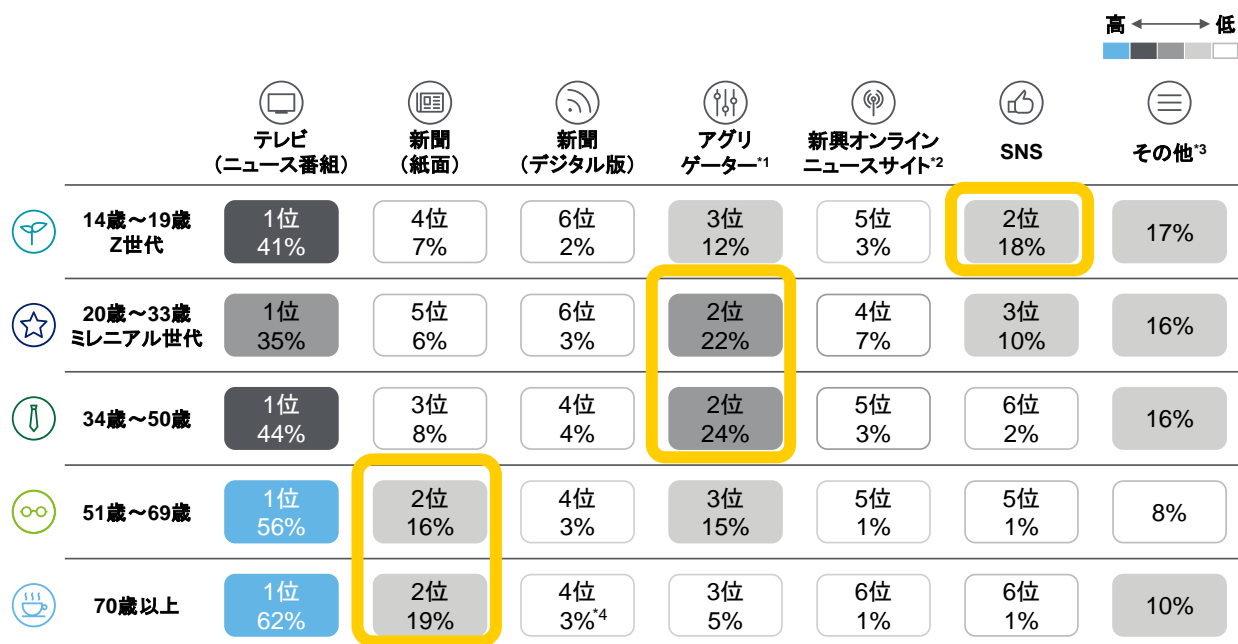 高 低
テレビ
（ニュース番組）
新聞
（紙面）
新聞
（デジタル版）
アグリ
ゲーター*1
新興オンライン
ニュースサイト*2
SNS
その他*3
14歳～19歳
Z世代
1位
41%
4位
7%
6位
2%
3位
12%
5位
3%
2位
18%
17%
20歳～33歳
ミレニアル世代
1位
35%
5位
6%
6位
3%
2位
22%
4位
7%
3位
10%
16%
34歳～50歳
1位
44%
3位
8%
4位
4%
2位
24%
5位
3%
6位
2%
16%
51歳～69歳
1位
56%
2位
16%
4位
3%
3位
15%
5位
1%
5位
1%
8%
70歳以上
1位
62%
2位
19%
4位
3%*4
3位
5%
6位
1%
6位
1%
10%